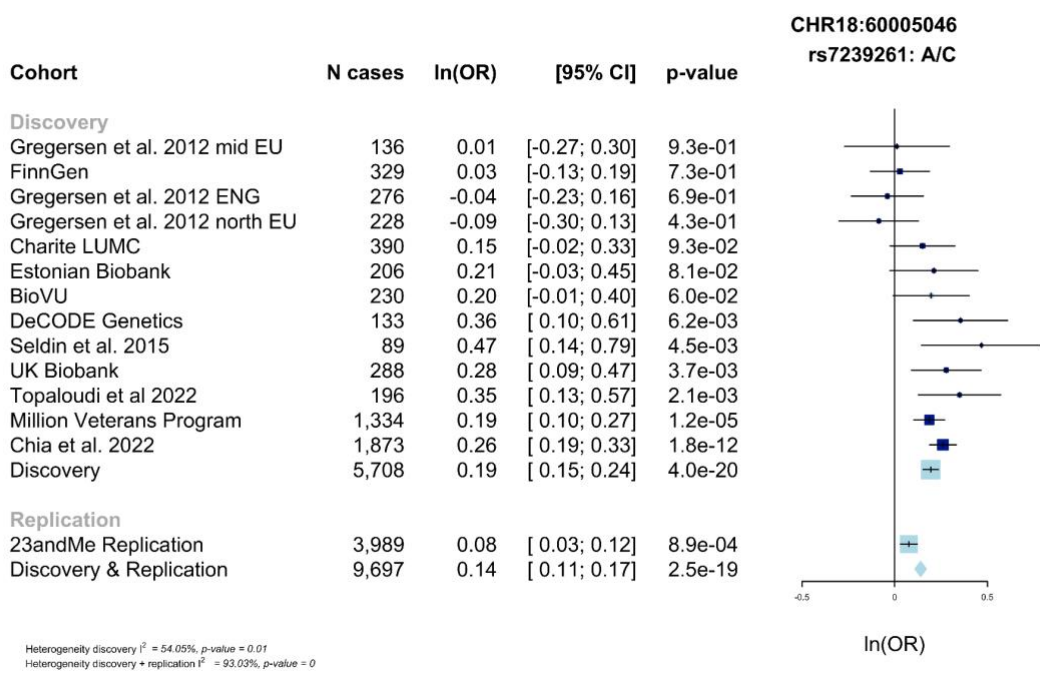 CHR18:60005046
rs7239261: A/C
Cohort N cases ln(OR) [95% CI] p-value
Discovery
Gregersen et al. 2012 mid EU 136 0.01 [-0.27; 0.30] 9.3e-01
FinnGen 329 0.03 [-0.13; 0.19] 7.3e-01
Gregersen et al. 2012 ENG 276 -0.04 [-0.23; 0.16] 6.9e-01
Gregersen et al. 2012 north EU 228 -0.09 [-0.30; 0.13] 4.3e-01
Charite LUMC 390 0.15 [-0.02; 0.33] 9.3e-02
Estonian Biobank 206 0.21 [-0.03; 0.45] 8.1e-02
BioVU 230 0.20 [-0.01; 0.40] 6.0e-02
DeCODE Genetics 133 0.36 [ 0.10; 0.61] 6.2e-03
Seldin et al. 2015 89 0.47 [ 0.14; 0.79] 4.5e-03
UK Biobank 288 0.28 [ 0.09; 0.47] 3.7e-03
Topaloudi et al 2022 196 0.35 [ 0.13; 0.57] 2.1e-03
Million Veterans Program 1,334 0.19 [ 0.10; 0.27] 1.2e-05
Chia et al. 2022 1,873 0.26 [ 0.19; 0.33] 1.8e-12
Discovery 5,708 0.19 [ 0.15; 0.24] 4.0e-20
Replication
23andMe Replication 3,989 0.08 [ 0.03; 0.12] 8.9e-04
Discovery & Replication 9,697 0.14 [ 0.11; 0.17] 2.5e-19
-0.5 0 0.5
ln(OR)
Heterogeneity discovery I² = 54.05%, p-value = 0.01
Heterogeneity discovery + replication I² = 93.03%, p-value = 0